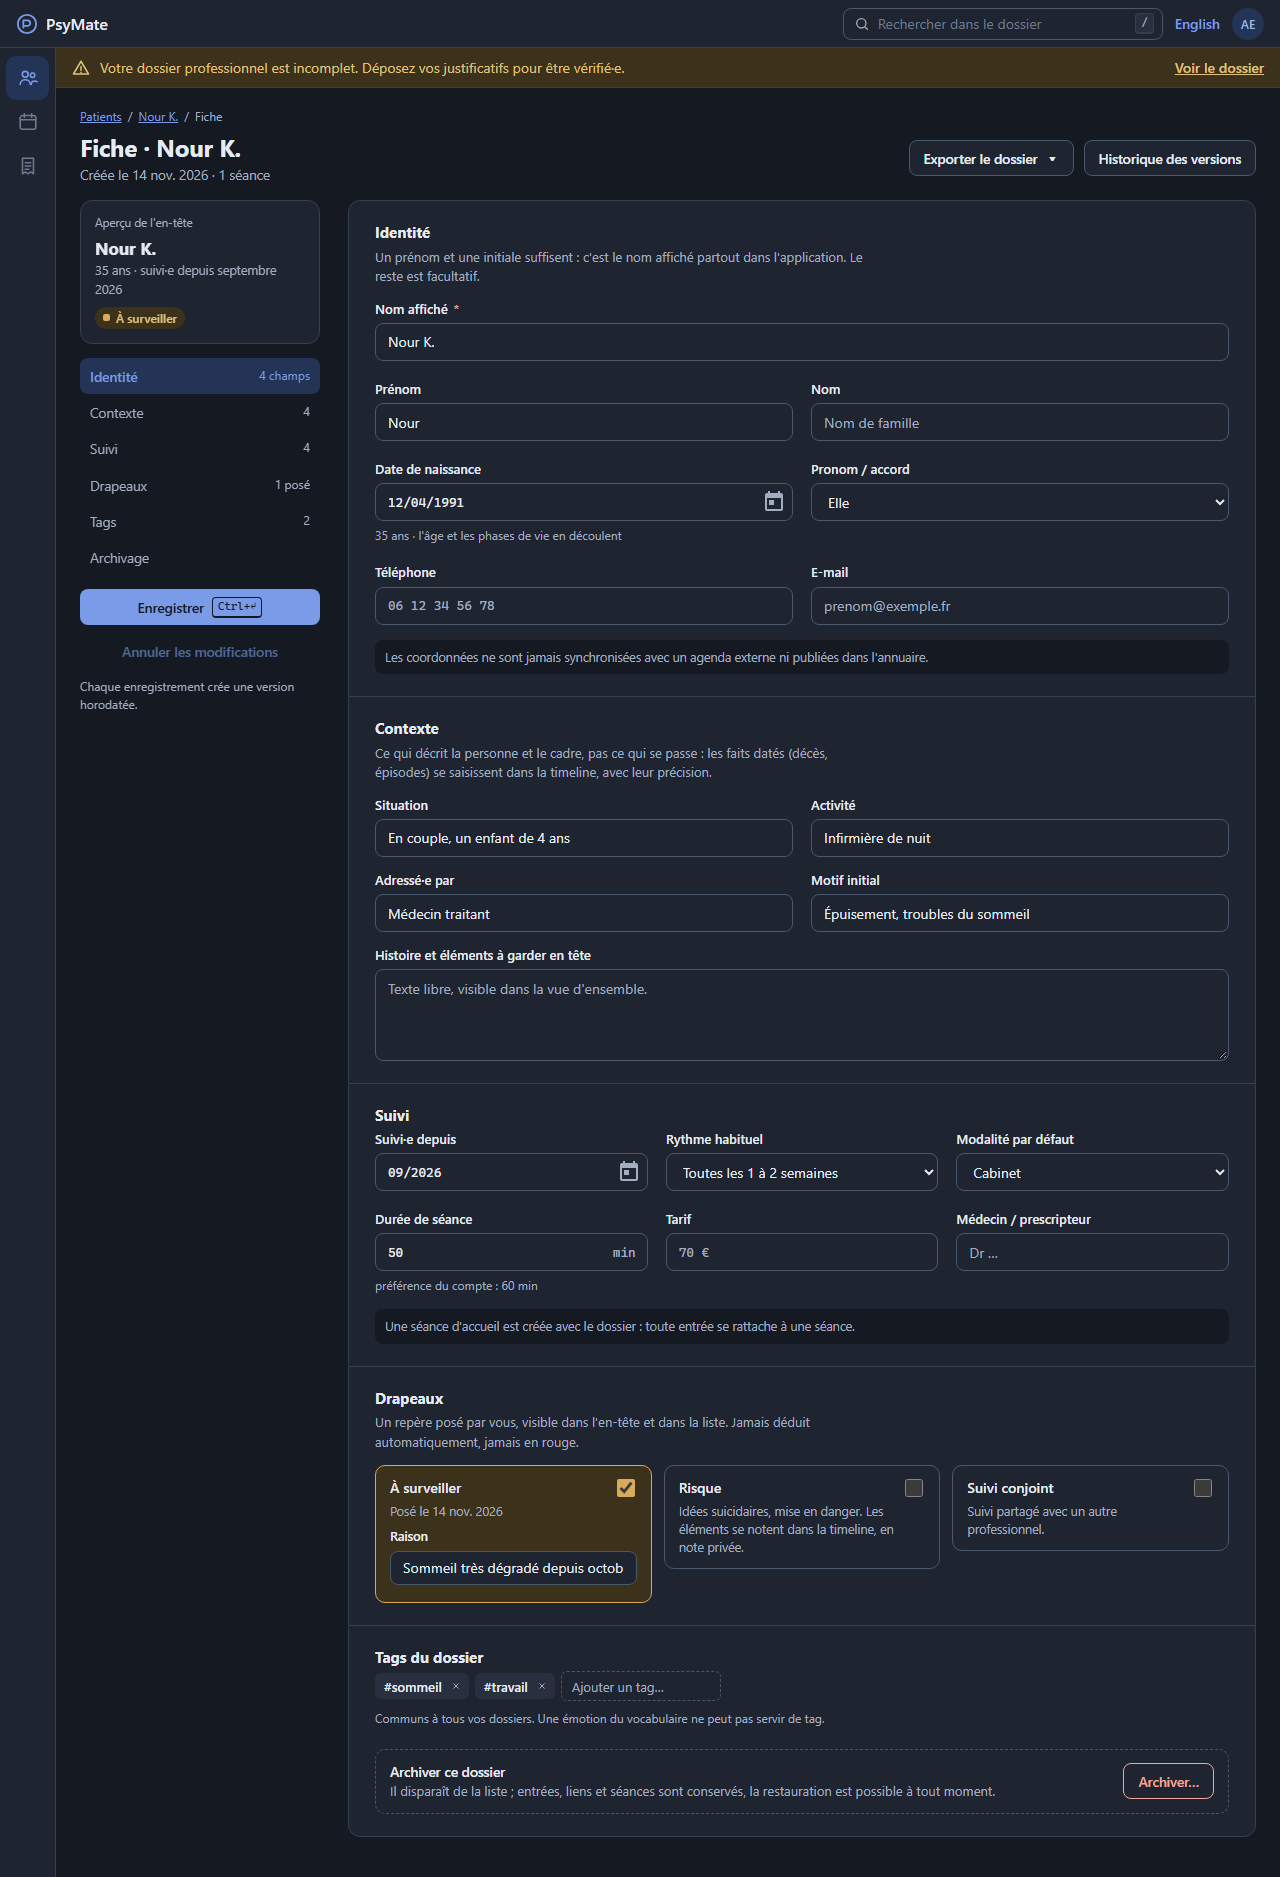 PsyMate
Rechercher dans le dossier
/
English
AE
Votre dossier professionnel est incomplet. Déposez vos justificatifs pour être vérifié·e.
Voir le dossier
Patients / Nour K. / Fiche
Fiche · Nour K.
Créée le 14 nov. 2026 · 1 séance
Exporter le dossier
Historique des versions
Aperçu de l'en-tête
Nour K.
35 ans · suivi·e depuis septembre
2026
À surveiller
Identité 4 champs
Contexte 4
Suivi 4
Drapeaux 1 posé
Tags 2
Archivage
Enregistrer Ctrl+↵
Annuler les modifications
Chaque enregistrement crée une version
horodatée.
Identité
Un prénom et une initiale suffisent : c'est le nom affiché partout dans l'application. Le
reste est facultatif.
Nom affiché *
Nour K.
Prénom
Nour
Nom
Nom de famille
Date de naissance
12/04/1991
35 ans · l'âge et les phases de vie en découlent
Pronom / accord
Elle
Téléphone
06 12 34 56 78
E-mail
prenom@exemple.fr
Les coordonnées ne sont jamais synchronisées avec un agenda externe ni publiées dans l'annuaire.
Contexte
Ce qui décrit la personne et le cadre, pas ce qui se passe : les faits datés (décès,
épisodes) se saisissent dans la timeline, avec leur précision.
Situation
En couple, un enfant de 4 ans
Activité
Infirmière de nuit
Adressé·e par
Médecin traitant
Motif initial
Épuisement, troubles du sommeil
Histoire et éléments à garder en tête
Texte libre, visible dans la vue d'ensemble.
Suivi
Suivi·e depuis
09/2026
Rythme habituel
Toutes les 1 à 2 semaines
Modalité par défaut
Cabinet
Durée de séance
50 min
préférence du compte : 60 min
Tarif
70 €
Médecin / prescripteur
Dr ...
Une séance d'accueil est créée avec le dossier : toute entrée se rattache à une séance.
Drapeaux
Un repère posé par vous, visible dans l'en-tête et dans la liste. Jamais déduit
automatiquement, jamais en rouge.
À surveiller
Posé le 14 nov. 2026
Raison
Sommeil très dégradé depuis octob
Risque
Idées suicidaires, mise en danger. Les
éléments se notent dans la timeline, en
note privée.
Suivi conjoint
Suivi partagé avec un autre
professionnel.
Tags du dossier
#sommeil ×
#travail ×
Ajouter un tag...
Communs à tous vos dossiers. Une émotion du vocabulaire ne peut pas servir de tag.
Archiver ce dossier
Il disparaît de la liste ; entrées, liens et séances sont conservés, la restauration est possible à tout moment.
Archiver...